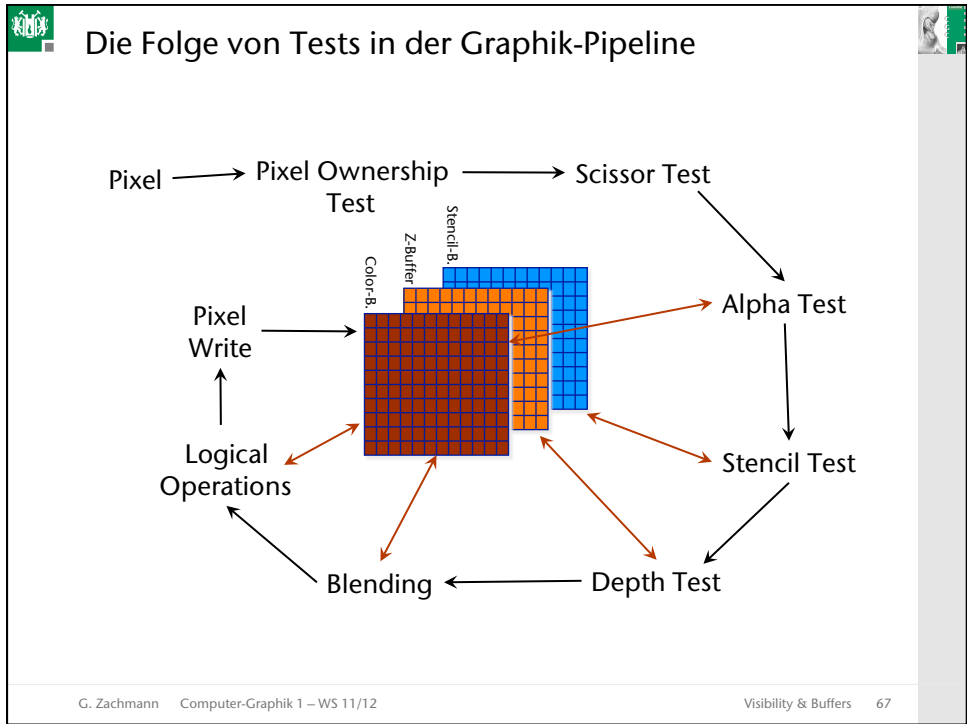 Die Folge von Tests in der Graphik-Pipeline
Pixel
Pixel Ownership
Test
Scissor Test
Stencil-B.
Z-Buffer
Color-B.
Alpha Test
Pixel
Write
Logical
Operations
Stencil Test
Blending
Depth Test
G. Zachmann Computer-Graphik 1 – WS 11/12
Visibility & Buffers 67